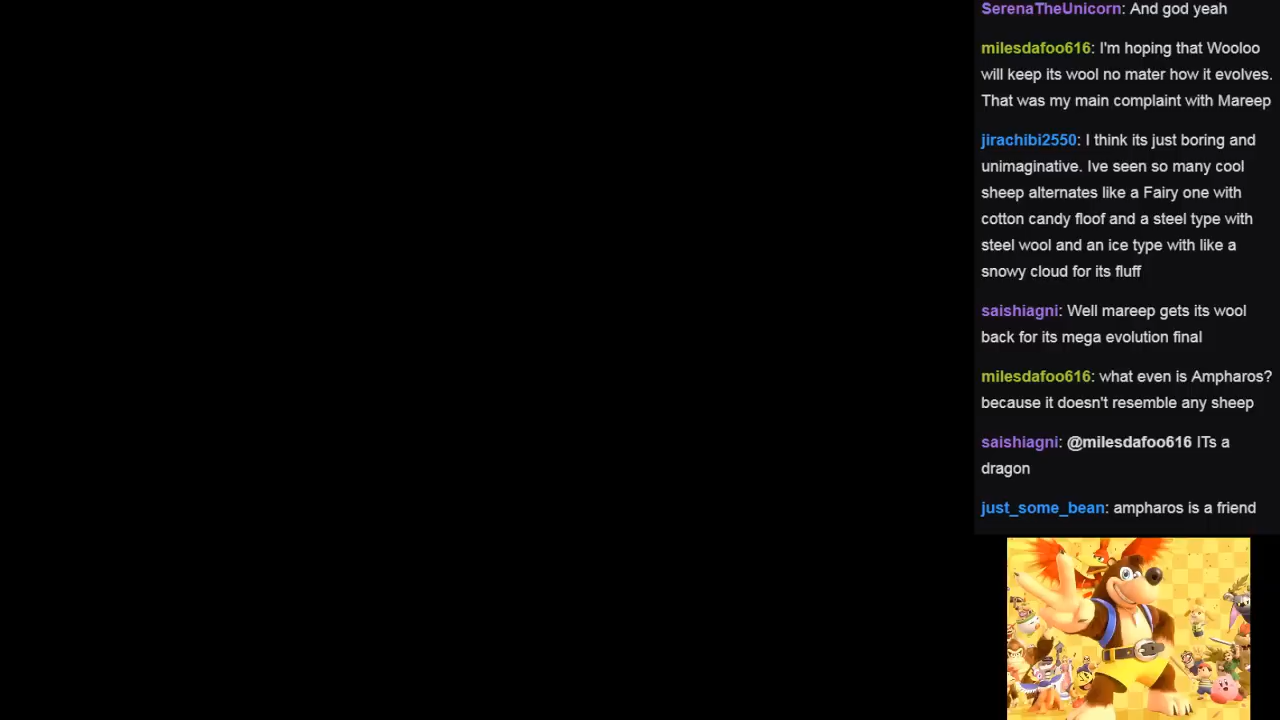 SerenaTheUnicorn: And god yeah
milesdafoo616: I'm hoping that Wooloo
will keep its wool no mater how it evolves.
That was my main complaint with Mareep
jirachibi2550: I think its just boring and
unimaginative. Ive seen so many cool
sheep alternates like a Fairy one with
cotton candy floof and a steel type with
steel wool and an ice type with like a
snowy cloud for its fluff
saishiagni: Well mareep gets its wool
back for its mega evolution final
milesdafoo616: what even is Ampharos?
because it doesn't resemble any sheep
saishiagni: @milesdafoo616 ITs a
dragon
just_some_bean: ampharos is a friend